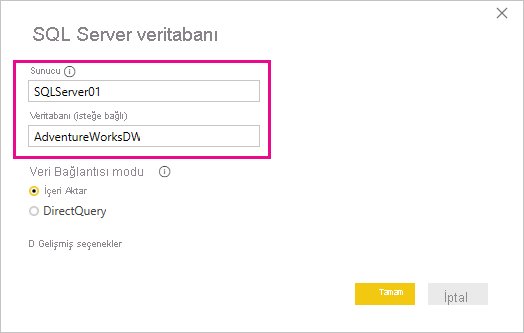 SQL Server veritabanı
Sunucu
SQLServer01
Veritabanı (isteğe bağlı)
AdventureWorksDW
Veri Bağlantısı modu
İçeri Aktar
DirectQuery
D Gelişmiş seçenekler
Tamam
İptal